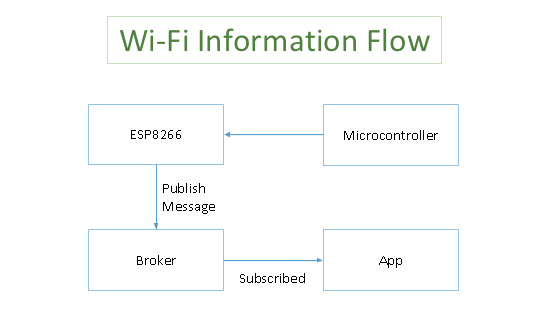 Wi-Fi Information Flow
ESP8266
Microcontroller
Publish
Message
Broker
Subscribed
App